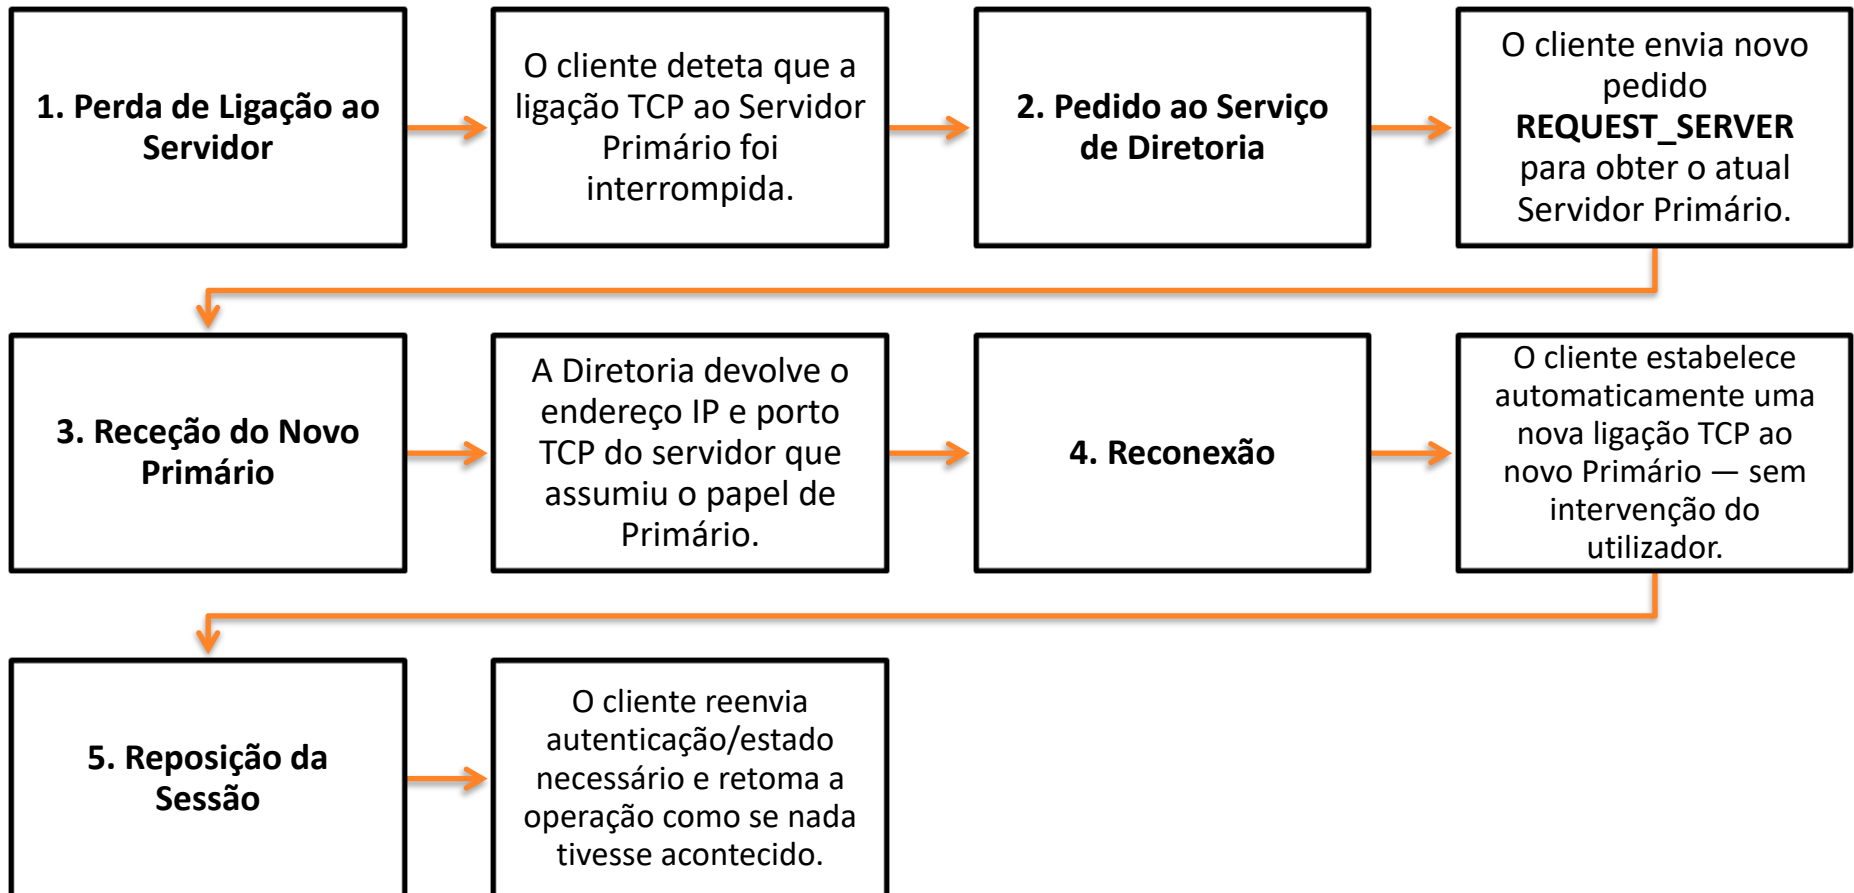 1. Perda de Ligação ao
Servidor
O cliente deteta que a
ligação TCP ao Servidor
Primário foi
interrompida.
2. Pedido ao Serviço
de Diretoria
O cliente envia novo
pedido
REQUEST_SERVER
para obter o atual
Servidor Primário.
3. Receção do Novo
Primário
A Diretoria devolve o
endereço IP e porto
TCP do servidor que
assumiu o papel de
Primário.
4. Reconexão
O cliente estabelece
automaticamente uma
nova ligação TCP ao
novo Primário — sem
intervenção do
utilizador.
5. Reposição da
Sessão
O cliente reenvia
autenticação/estado
necessário e retoma a
operação como se nada
tivesse acontecido.